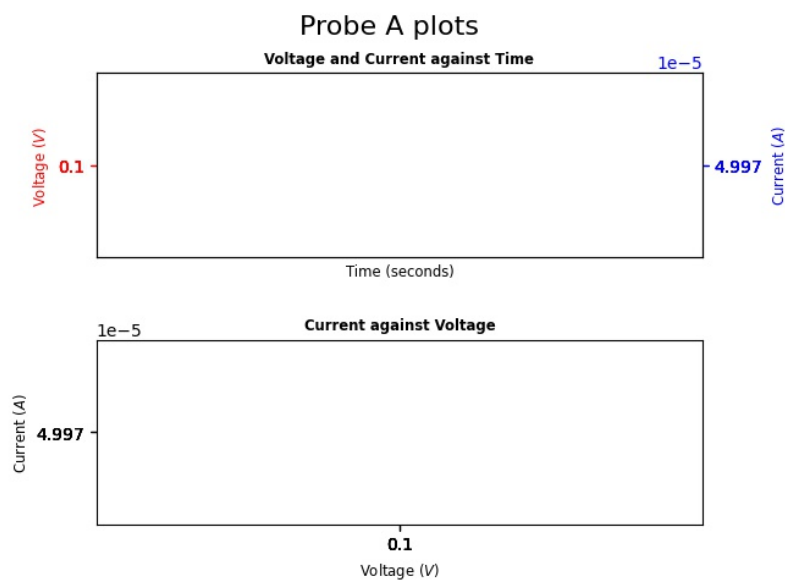 Probe A plots
Voltage and Current against Time
1e−5
Voltage (V)
0.1
4.997
Current (A)
Time (seconds)
Current against Voltage
1e−5
Current (A)
4.997
0.1
Voltage (V)